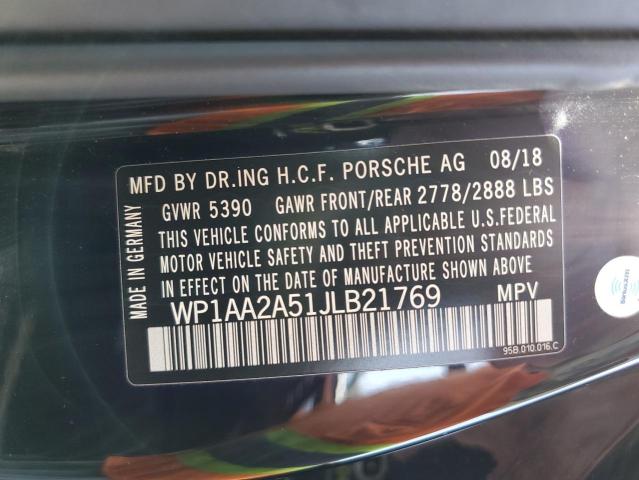 MFD BY DR.ING H.C.F. PORSCHE AG 08/18
GVWR 5390 GAWR FRONT/REAR 2778/2888 LBS
THIS VEHICLE CONFORMS TO ALL APPLICABLE U.S.FEDERAL
MOTOR VEHICLE SAFETY AND THEFT PREVENTION STANDARDS
IN EFFECT ON THE DATE OF MANUFACTURE SHOWN ABOVE
WP1AA2A51JLB21769 MPV
95B.010.016.C
MADE IN GERMANY
SiriusXM